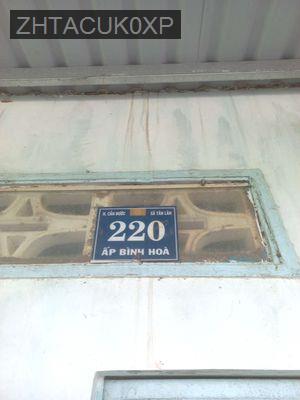 ZHTACUK0XP
H. CẦN ĐƯỚC XÃ TÂN LÂN
220
ẤP BÌNH HOÀ